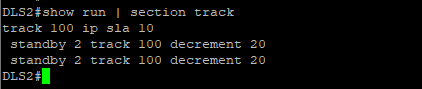 DLS2#show run | section track
track 100 ip sla 10
 standby 2 track 100 decrement 20
 standby 2 track 100 decrement 20
DLS2#